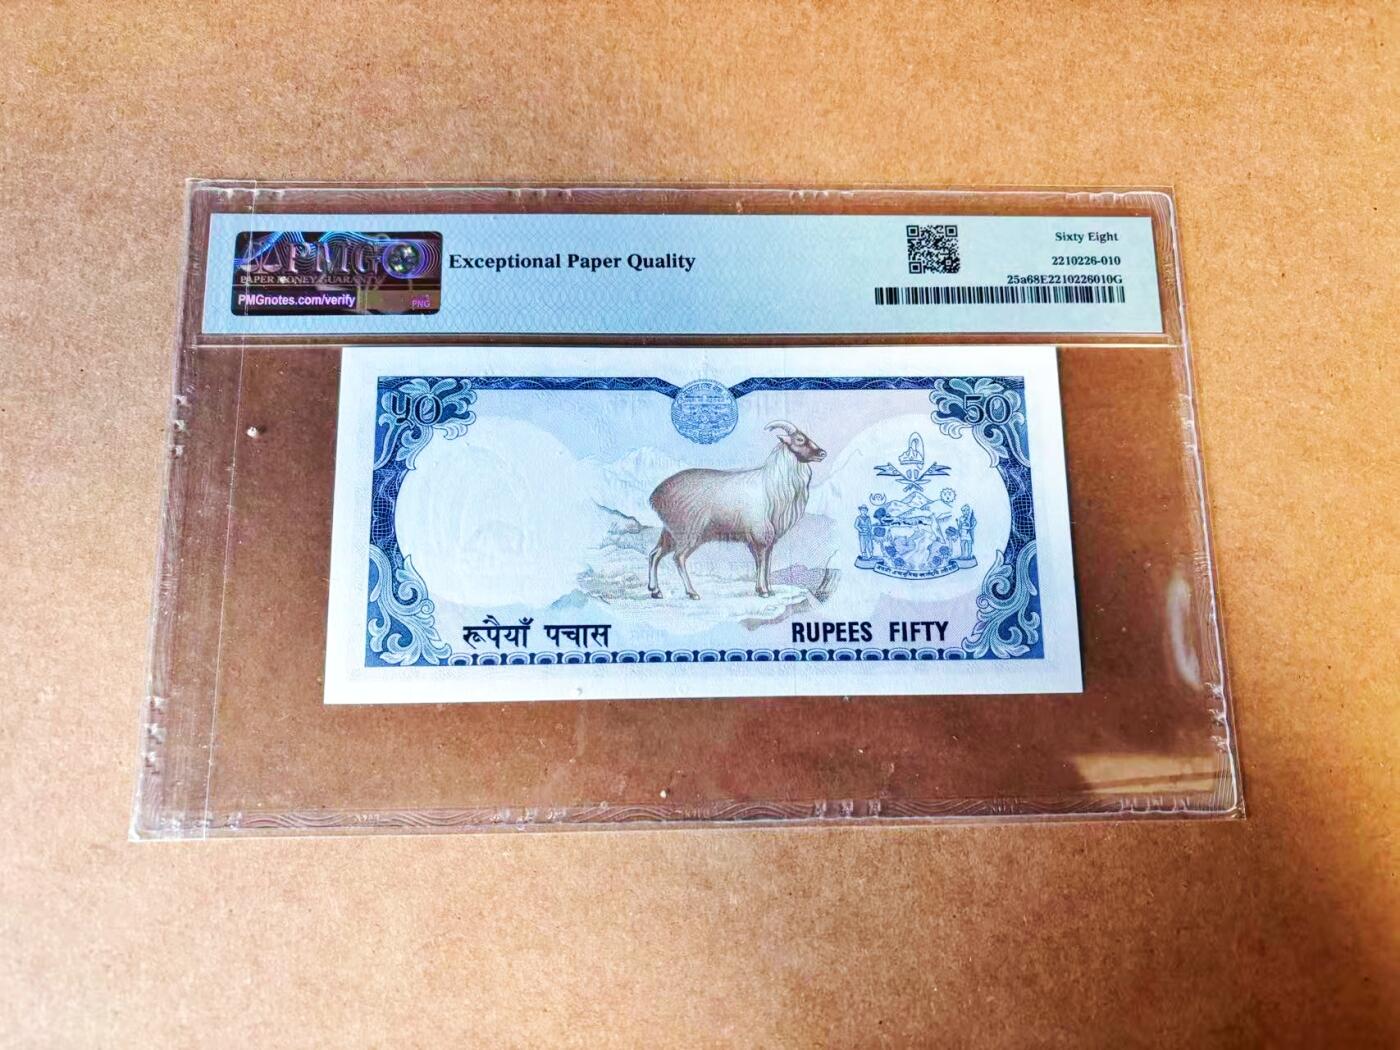 PMG
PAPER MONEY GUARANTY
PMGnotes.com/verify
PNG
Exceptional Paper Quality
Sixty Eight
2210226-010
25a68E2210226010G
५०
50
रूपैयाँ पचास
RUPEES FIFTY